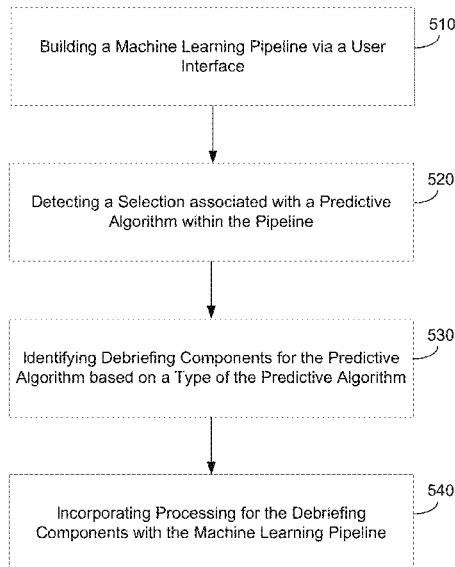 510
Building a Machine Learning Pipeline via a User
Interface
520
Detecting a Selection associated with a Predictive
Algorithm within the Pipeline
530
Identifying Debriefing Components for the Predictive
Algorithm based on a Type of the Predictive Algorithm
540
Incorporating Processing for the Debriefing
Components with the Machine Learning Pipeline